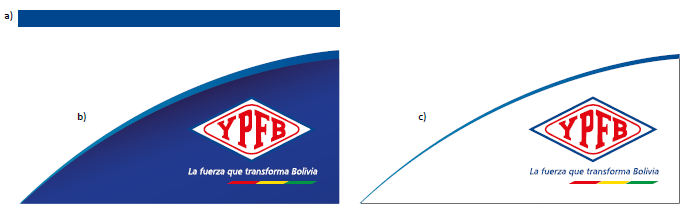 a)
b)
YPFB
La fuerza que transforma Bolivia
c)
YPFB
La fuerza que transforma Bolivia